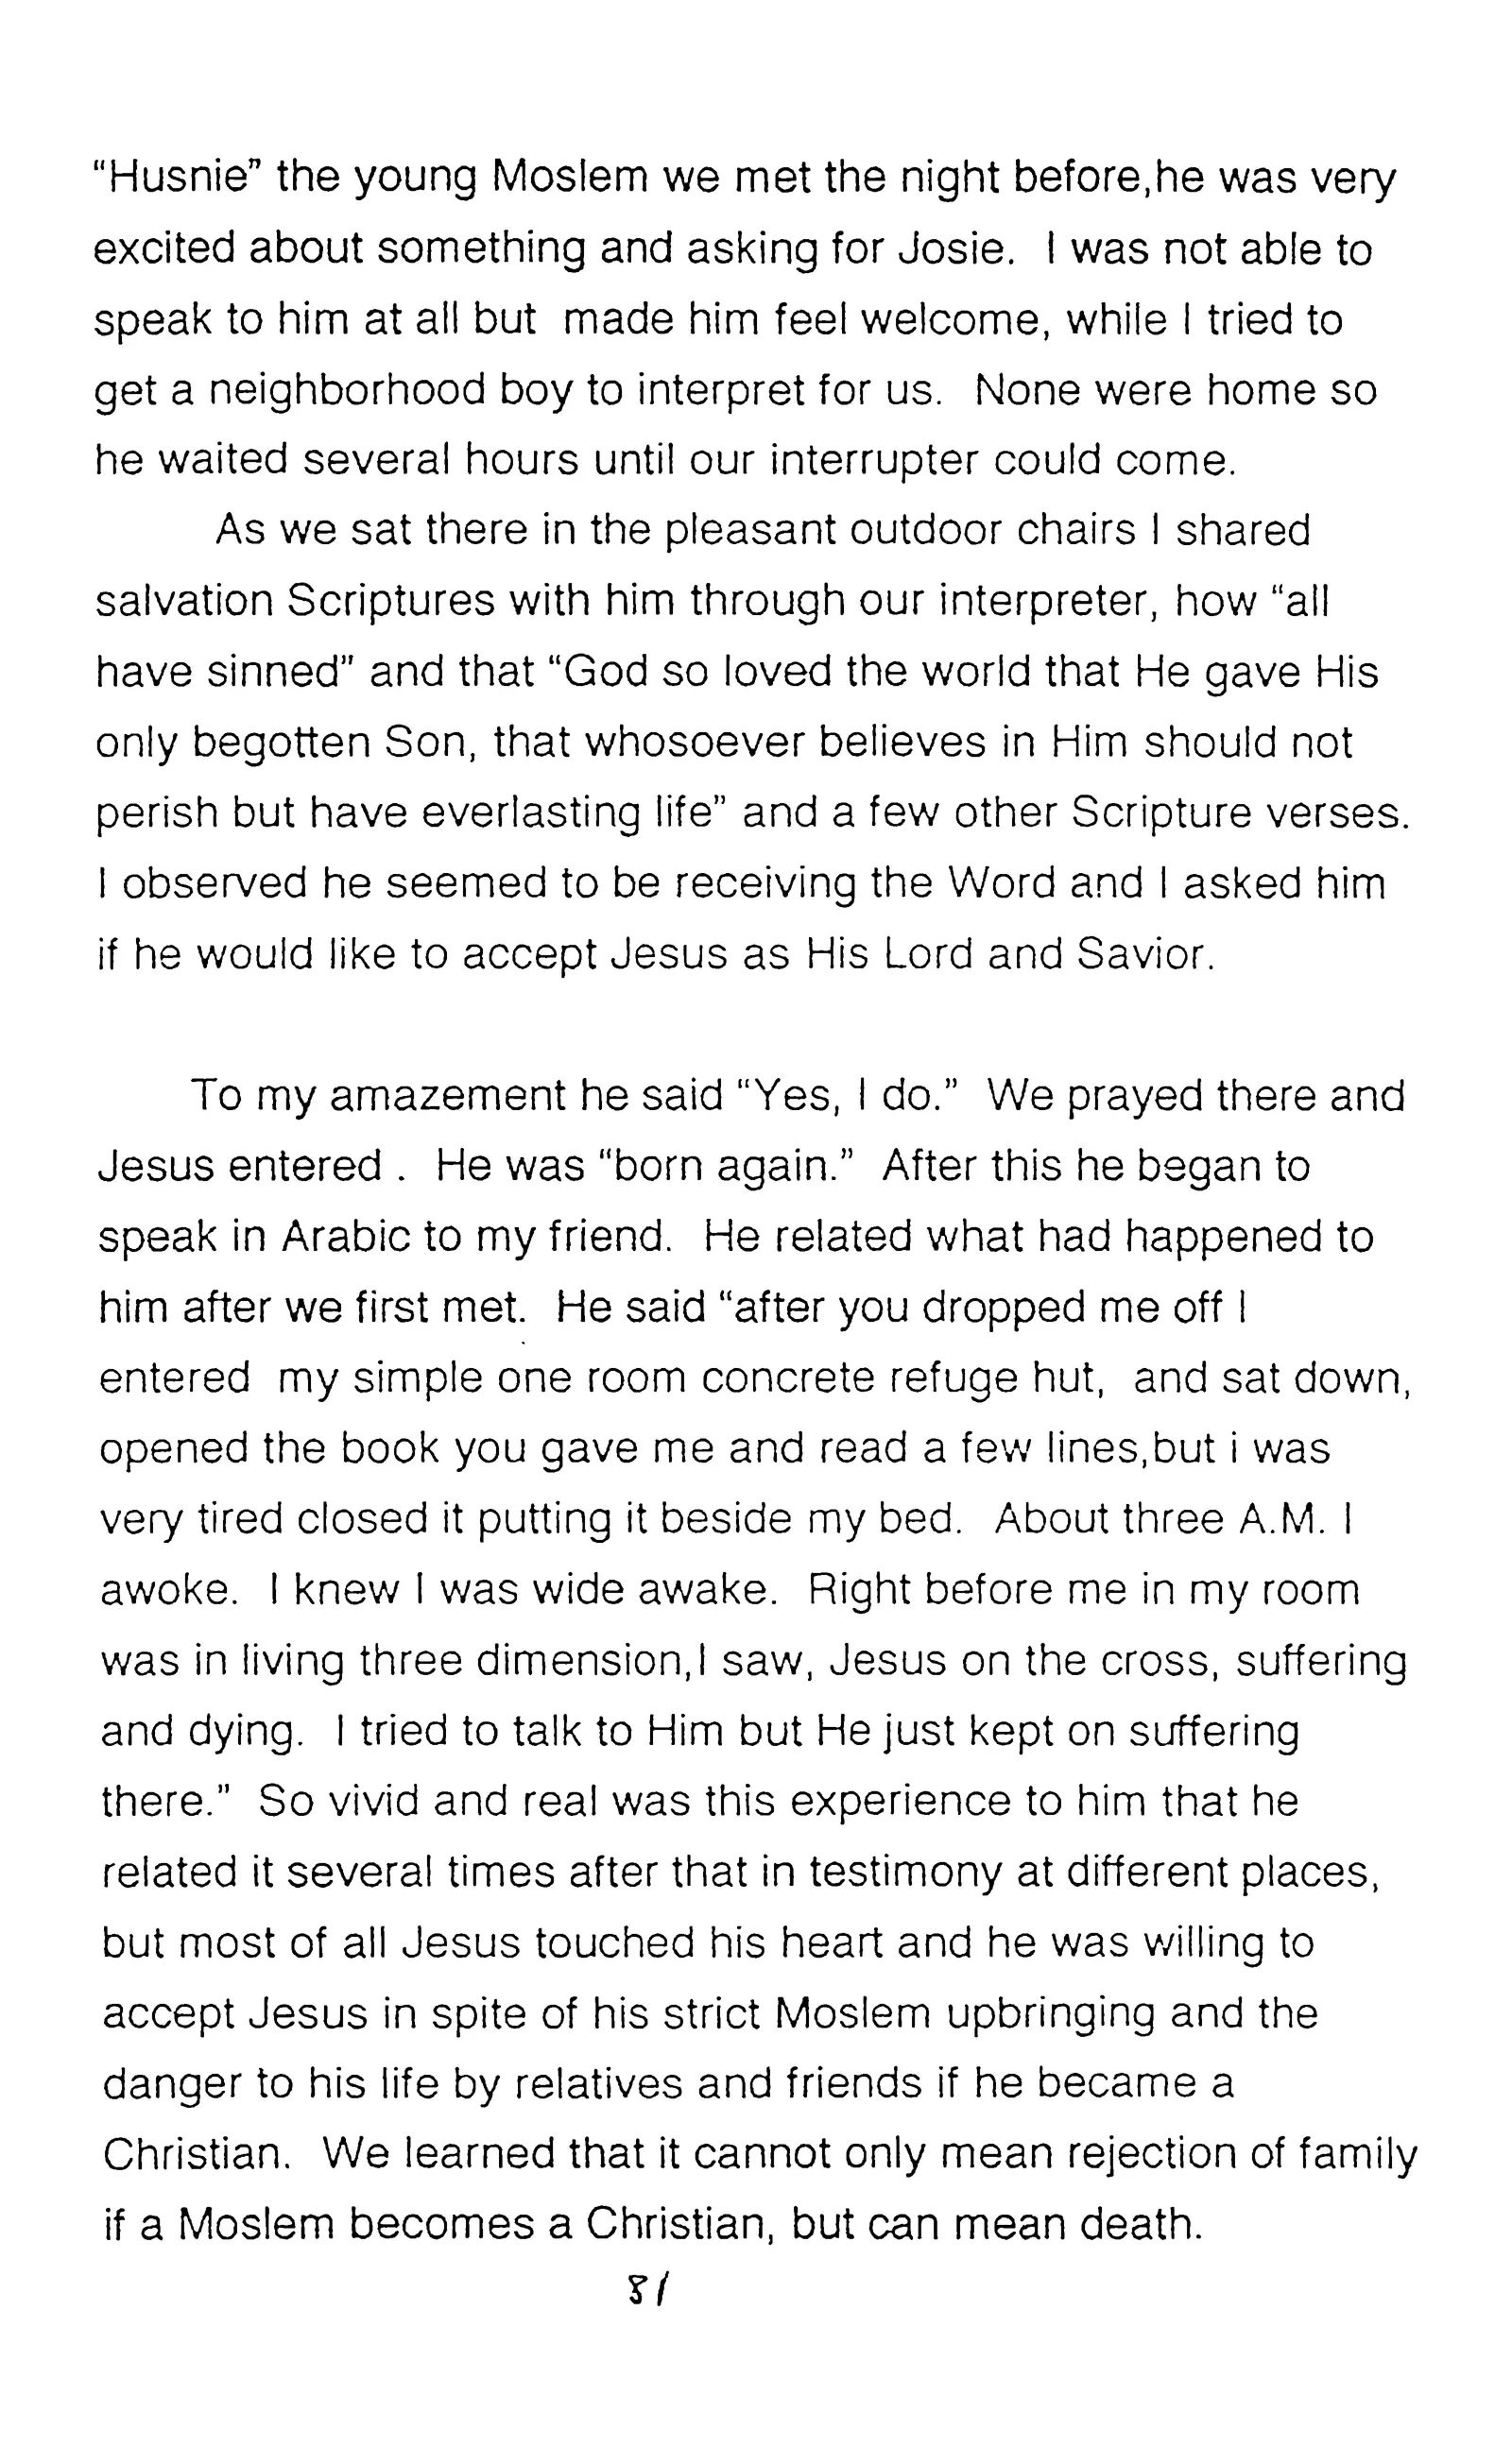 “Husnie” the young Moslem we met the night before,he was very
excited about something and asking for Josie.  I was not able to
speak to him at all but  made him feel welcome, while I tried to
get a neighborhood boy to interpret for us.  None were home so
he waited several hours until our interrupter could come.
As we sat there in the pleasant outdoor chairs I shared
salvation Scriptures with him through our interpreter, how “all
have sinned” and that “God so loved the world that He gave His
only begotten Son, that whosoever believes in Him should not
perish but have everlasting life” and a few other Scripture verses.
I observed he seemed to be receiving the Word and I asked him
if he would like to accept Jesus as His Lord and Savior.
To my amazement he said “Yes, I do.”  We prayed there and
Jesus entered .  He was “born again.”  After this he began to
speak in Arabic to my friend.  He related what had happened to
him after we first met.  He said “after you dropped me off I
entered  my simple one room concrete refuge hut,  and sat down,
opened the book you gave me and read a few lines,but i was
very tired closed it putting it beside my bed.  About three A.M. I
awoke.  I knew I was wide awake.  Right before me in my room
was in living three dimension,I saw, Jesus on the cross, suffering
and dying.  I tried to talk to Him but He just kept on suffering
there.”  So vivid and real was this experience to him that he
related it several times after that in testimony at different places,
but most of all Jesus touched his heart and he was willing to
accept Jesus in spite of his strict Moslem upbringing and the
danger to his life by relatives and friends if he became a
Christian.  We learned that it cannot only mean rejection of family
if a Moslem becomes a Christian, but can mean death.
81